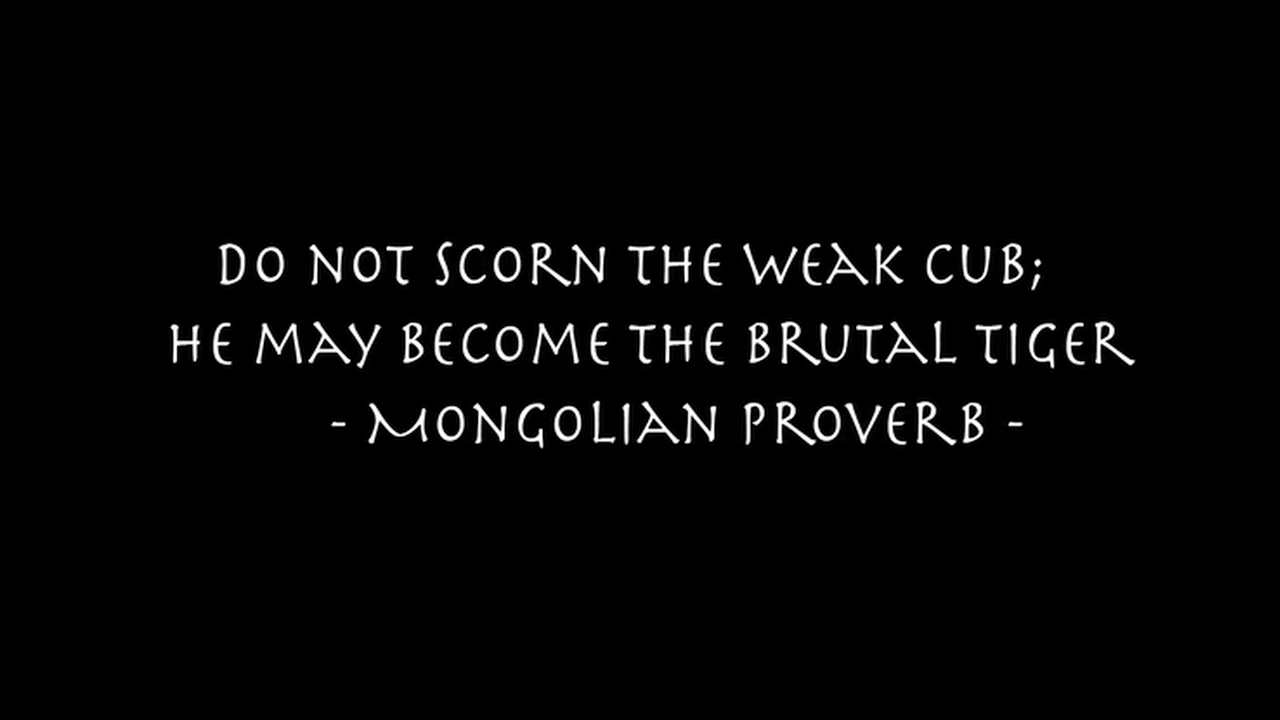 DO NOT SCORN THE WEAK CUB;
HE MAY BECOME THE BRUTAL TIGER
- MONGOLIAN PROVERB -